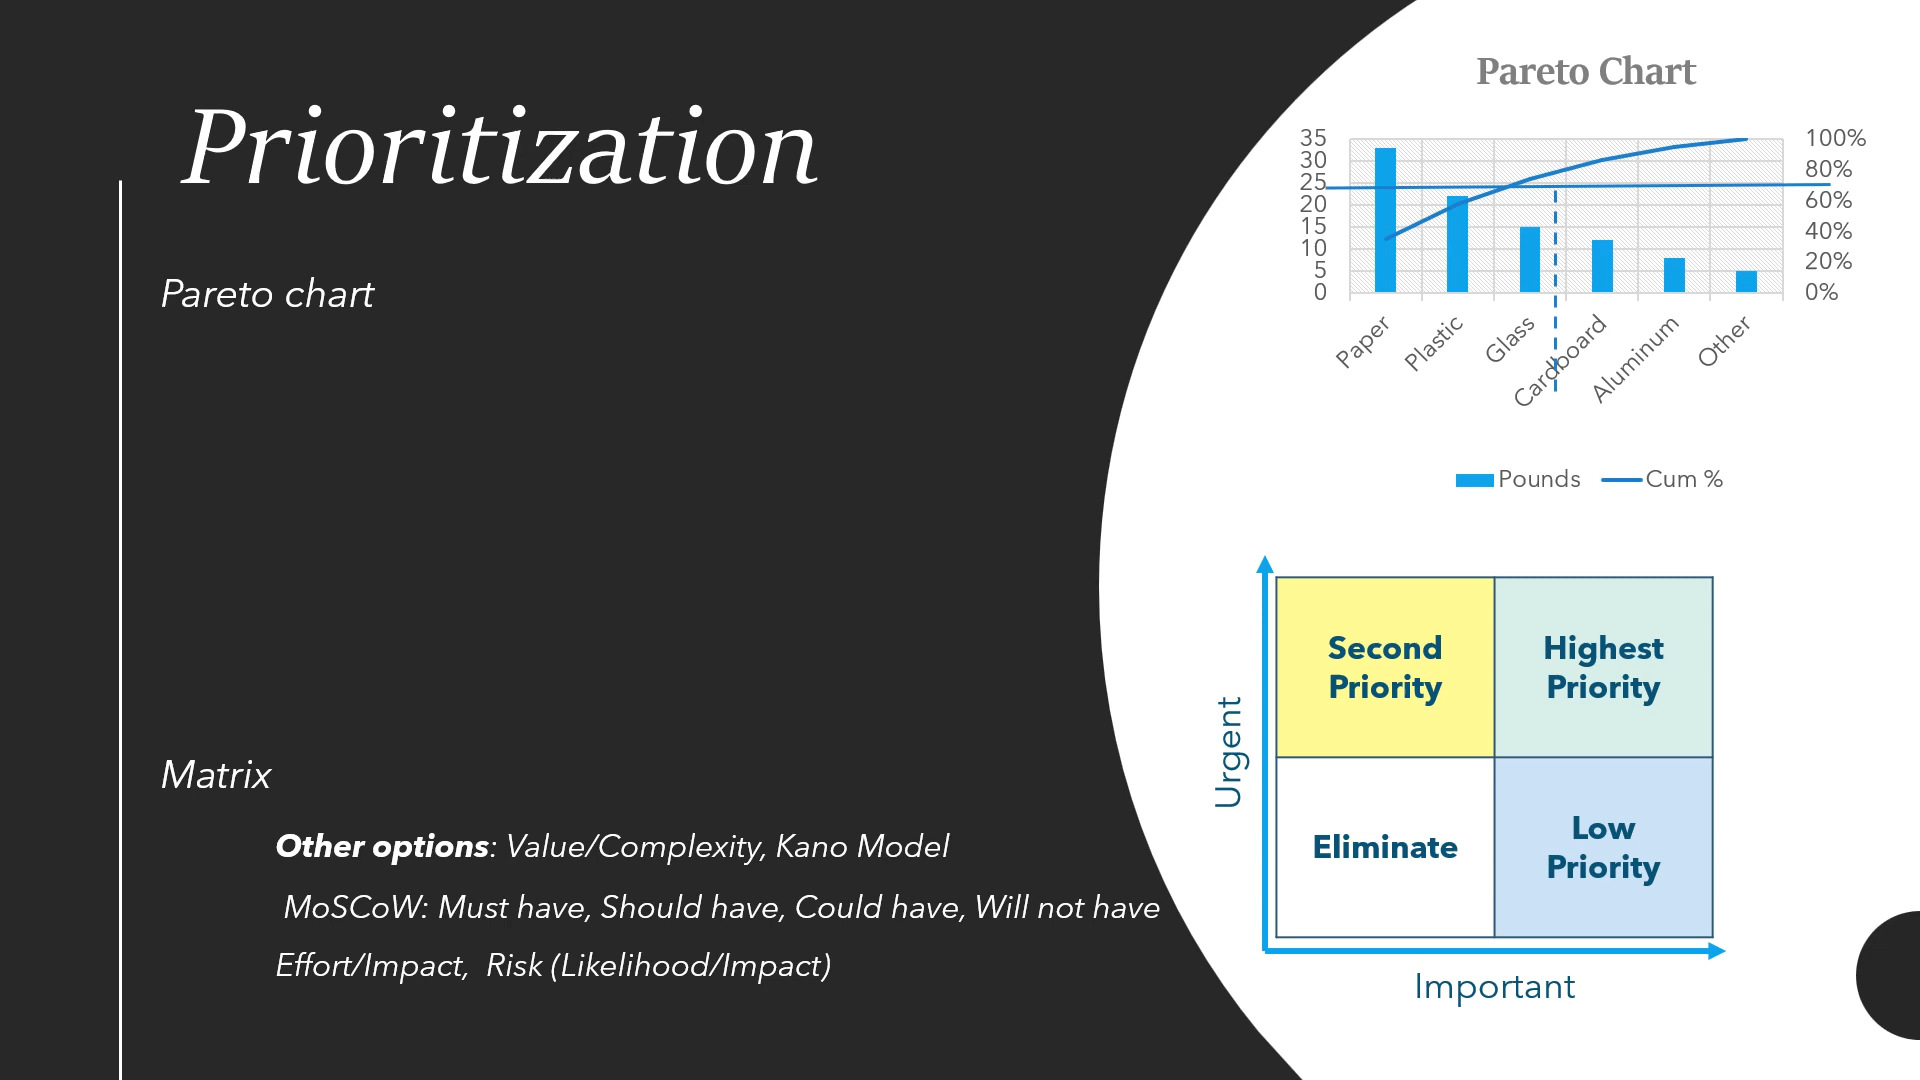 Prioritization
Pareto chart
Matrix
Other options: Value/Complexity, Kano Model
MoSCoW: Must have, Should have, Could have, Will not have
Effort/Impact, Risk (Likelihood/Impact)
Pareto Chart
35
30
25
20
15
10
5
0
100%
80%
60%
40%
20%
0%
Paper
Plastic
Glass
Cardboard
Aluminum
Other
Pounds
Cum %
Urgent
Second
Priority
Highest
Priority
Eliminate
Low
Priority
Important